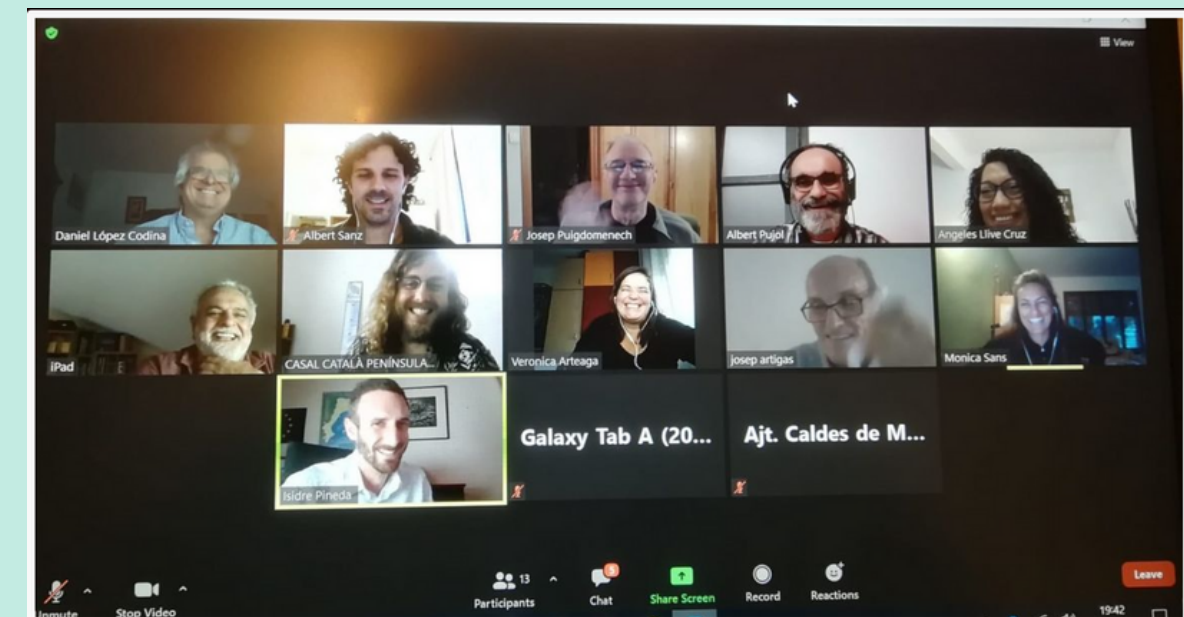 View
Daniel López Codina
Albert Sanz
Josep Puigdomenech
Albert Pujol
Angeles Llive Cruz
iPad
CASAL CATALÀ PENÍNSULA...
Veronica Arteaga
josep artigas
Monica Sans
Isidre Pineda
Galaxy Tab A (20...
Ajt. Caldes de M...
Unmute
Stop Video
13
Participants
5
Chat
Share Screen
Record
Reactions
Leave
19:42